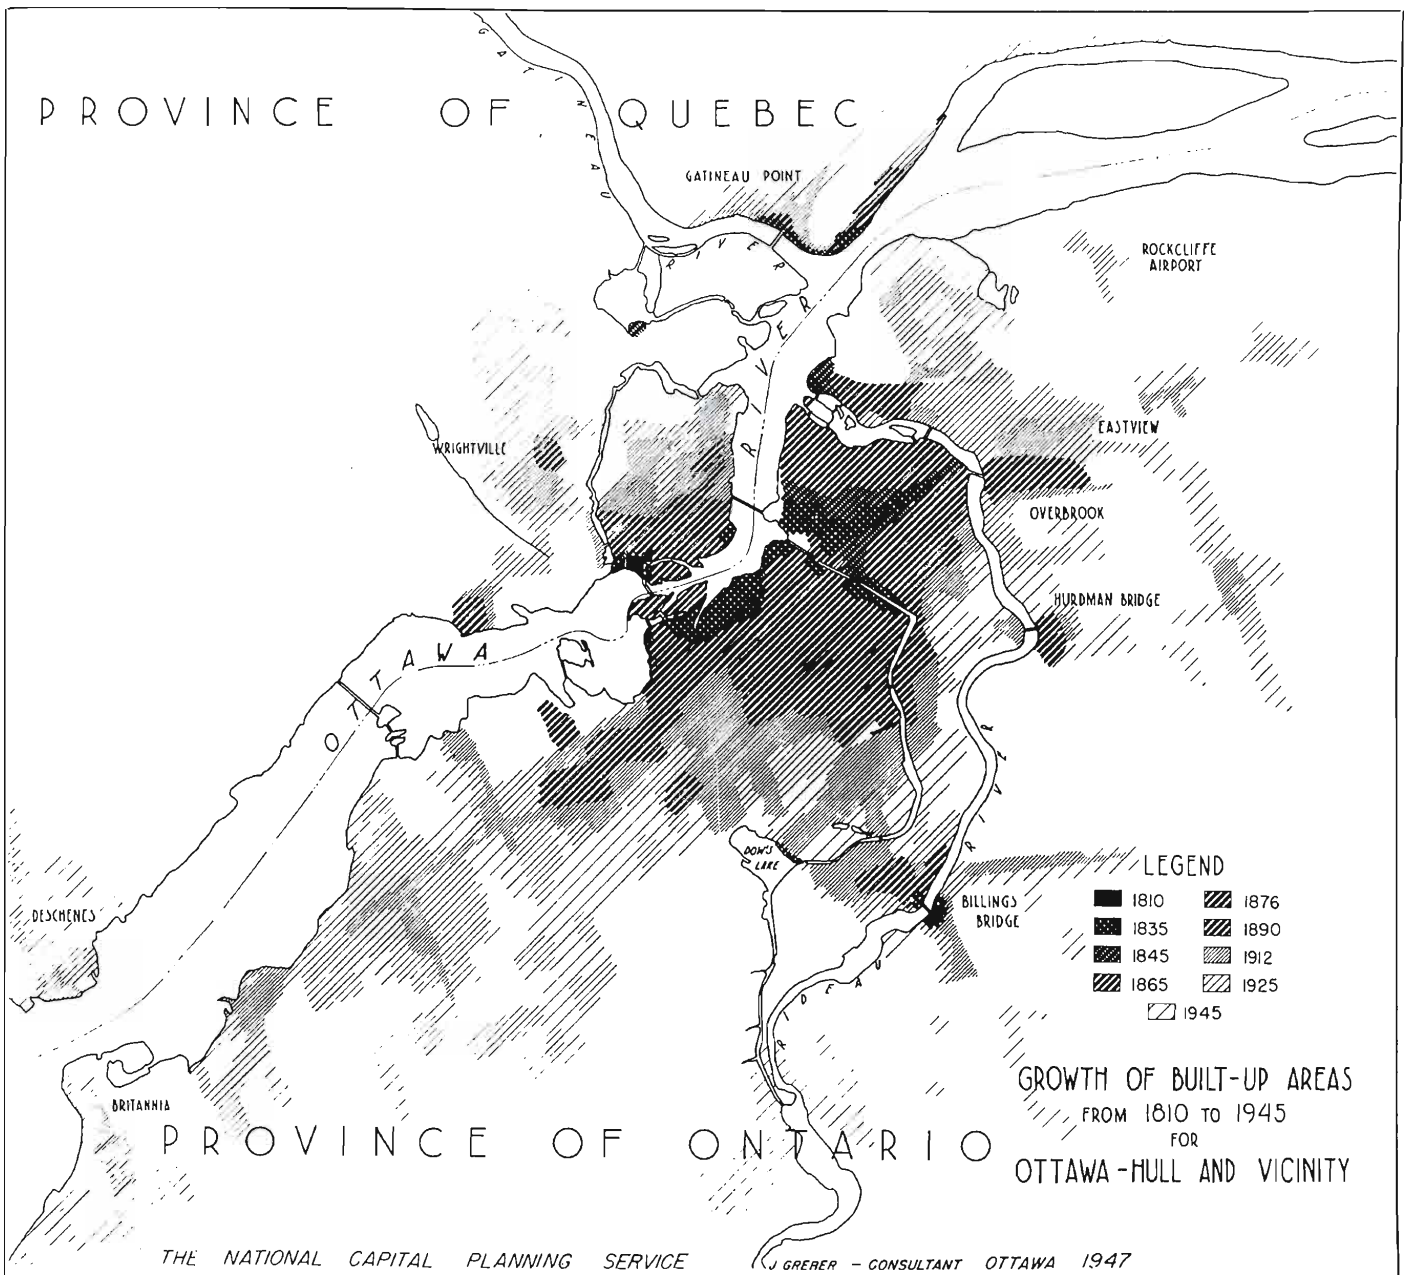 PROVINCE OF QUEBEC
GATINEAU RIVER
GATINEAU POINT
ROCKCLIFFE
AIRPORT
WRIGHTVILLE
EASTVIEW
OVERBROOK
HURDMAN BRIDGE
OTTAWA RIVER
RIDEAU RIVER
DOW'S
LAKE
DESCHENES
BILLINGS
BRIDGE
LEGEND
1810 1876
1835 1890
1845 1912
1865 1925
1945
BRITANNIA
PROVINCE OF ONTARIO
GROWTH OF BUILT-UP AREAS
FROM 1810 TO 1945
FOR
OTTAWA-HULL AND VICINITY
THE NATIONAL CAPITAL PLANNING SERVICE
J GREBER - CONSULTANT OTTAWA 1947